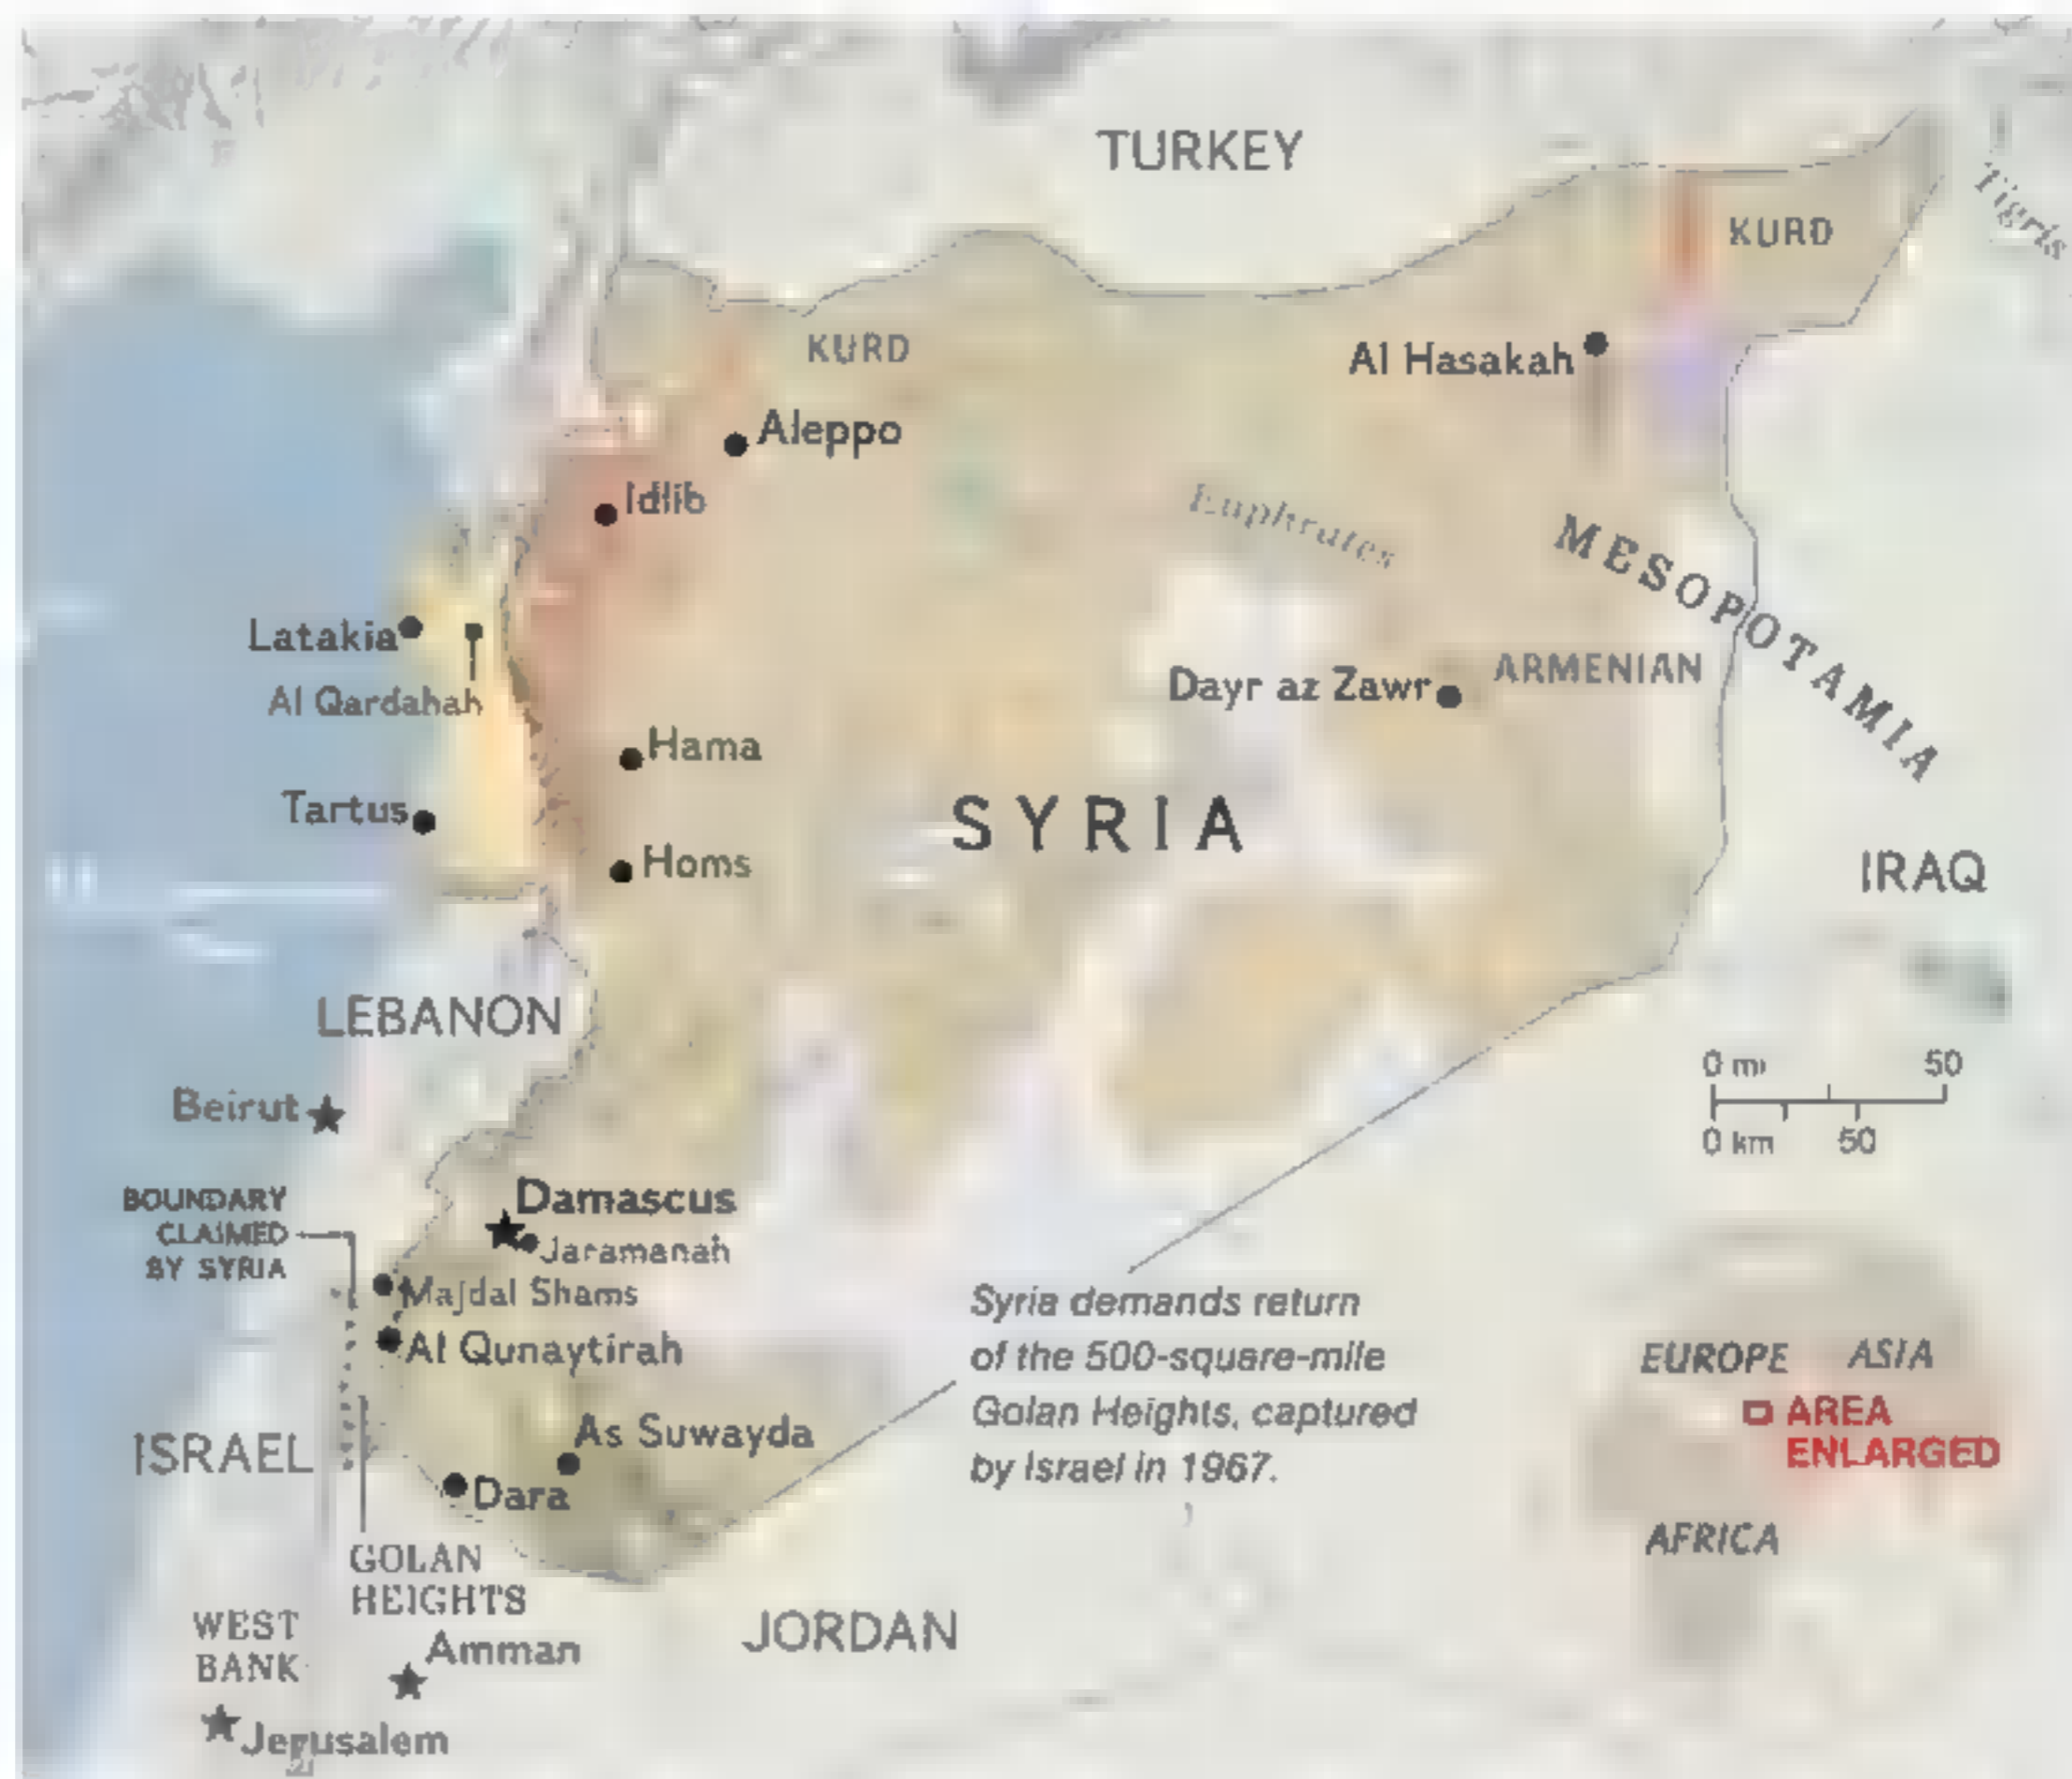 TURKEY
Tigris
KURD
KURD
Al Hasakah
Aleppo
Idlib
Euphrates
MESOPOTAMIA
Latakia
Al Qardahah
Dayr az Zawr
ARMENIAN
Hama
Tartus
SYRIA
Homs
IRAQ
LEBANON
0 mi 50
0 km 50
Beirut
BOUNDARY
CLAIMED
BY SYRIA
Damascus
Jaramanah
Majdal Shams
Al Qunaytirah
Syria demands return
of the 500-square-mile
Golan Heights, captured
by Israel in 1967.
EUROPE ASIA
AREA
ENLARGED
AFRICA
As Suwayda
ISRAEL
Dara
GOLAN
HEIGHTS
WEST
BANK
Amman
JORDAN
Jerusalem